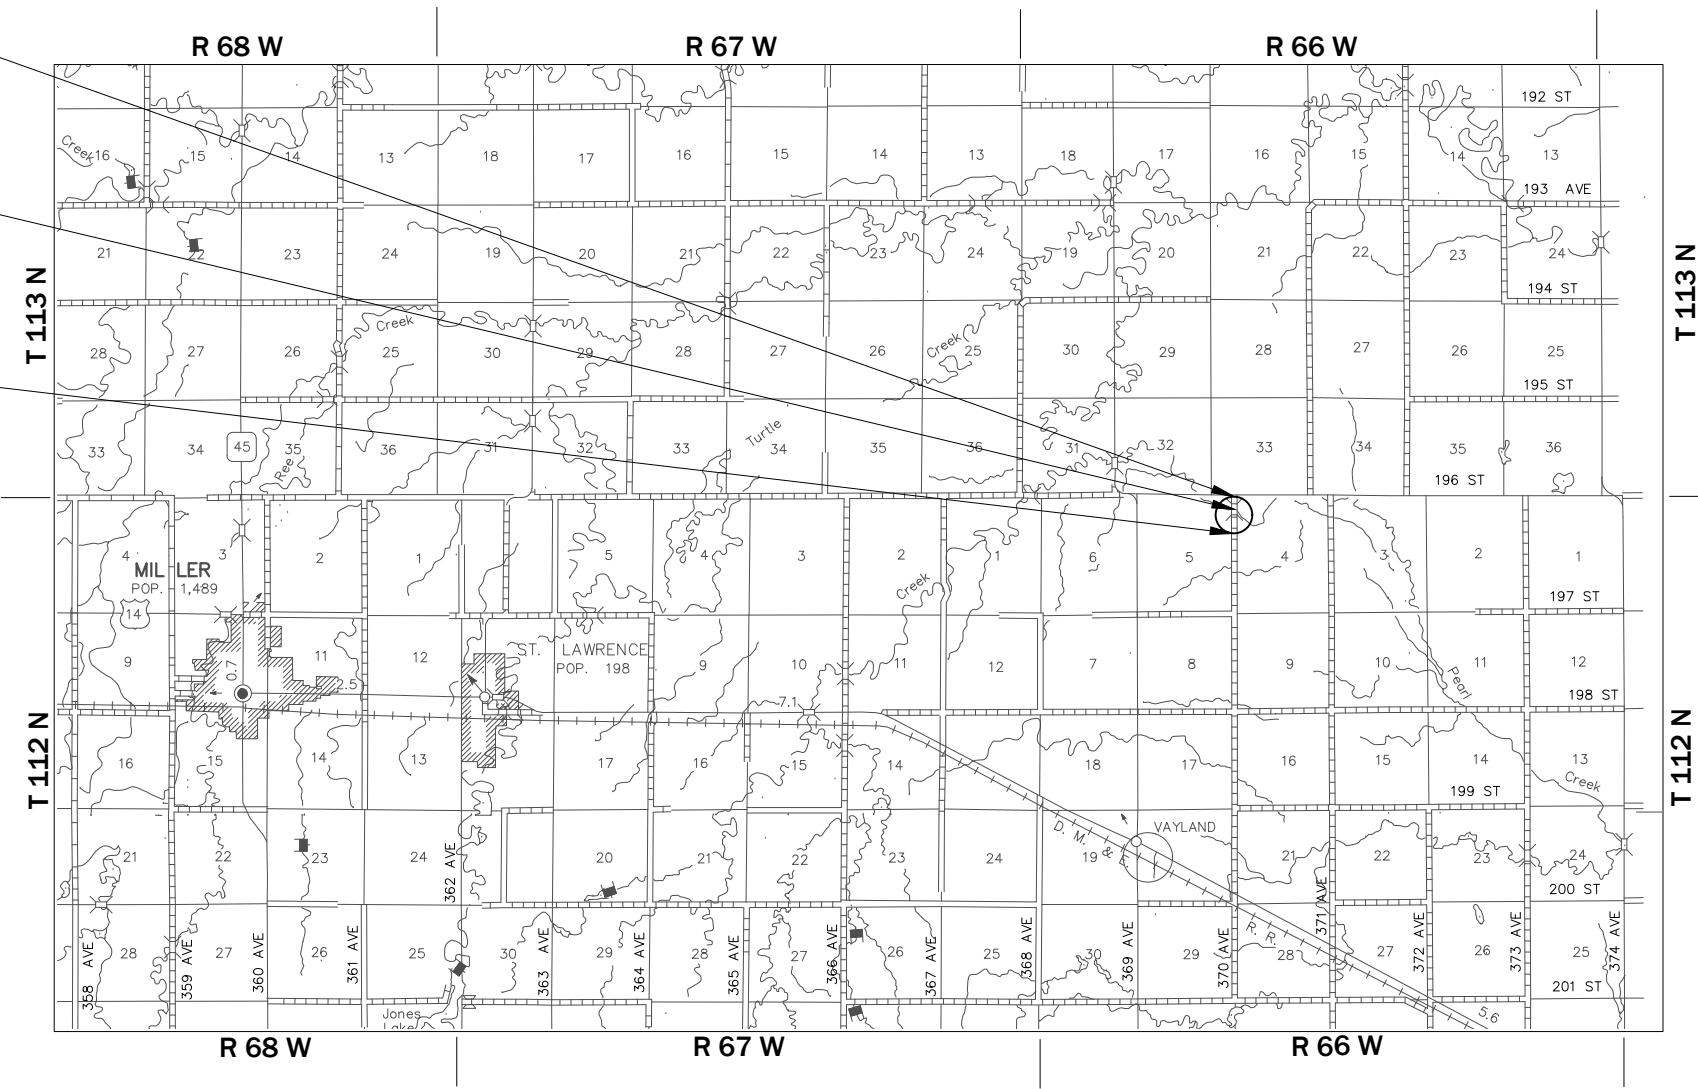 R 68 W R 67 W R 66 W
192 ST
Creek 16 15 14 13 18 17 16 15 14 13 18 17 16 15 14 13
193 AVE
21 22 23 24 19 20 21 22 23 24 19 20 21 22 23 24
T 113 N T 113 N
194 ST
Creek
28 27 26 25 30 29 28 27 26 Creek 25 30 29 28 27 26 25
195 ST
Turtle
33 34 45 35 36 31 32 33 34 35 36 31 32 33 34 35 36
Ree
196 ST
4 3 2 1 5 4 3 2 1 6 5 4 3 2 1
MILLER
POP. 1,489
Creek
197 ST
14
ST. LAWRENCE
9 11 12 9 10 11 12 7 8 9 10 11 12
POP. 198
0.7 .5
Pearl
198 ST
7.1
T 112 N T 112 N
16 15 14 13 17 16 15 14 18 17 16 15 14 13
Creek
199 ST
D. M. & E. VAYLAND
21 22 23 24 20 21 22 23 24 19 21 22 23 24
362 AVE
200 ST
371 AVE
R. R.
28 27 26 25 30 29 28 27 26 25 30 29 28 27 26 25
358 AVE 359 AVE 360 AVE 361 AVE 363 AVE 364 AVE 365 AVE 366 AVE 367 AVE 368 AVE 369 AVE 370 AVE 372 AVE 373 AVE 374 AVE
201 ST
Jones
Lake
5.6
R 68 W R 67 W R 66 W